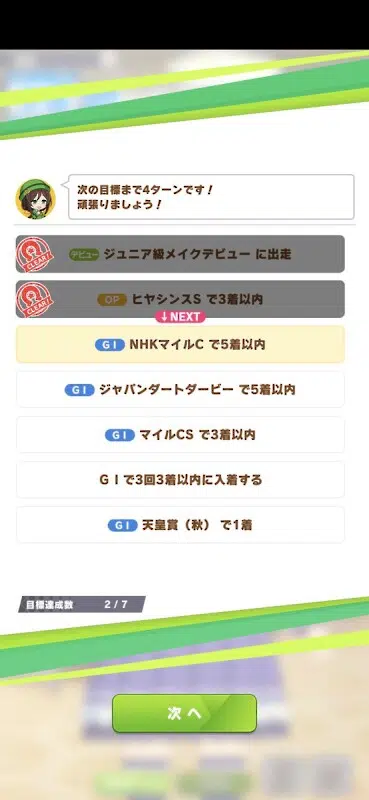 次の目標まで4ターンです！
頑張りましょう！
CLEAR! デビュー ジュニア級メイクデビュー に出走
CLEAR! OP ヒヤシンスS で3着以内
↓NEXT
GⅠ NHKマイルC で5着以内
GⅠ ジャパンダートダービー で5着以内
GⅠ マイルCS で3着以内
GⅠで3回3着以内に入着する
GⅠ 天皇賞（秋） で1着
目標達成数 2 / 7
次へ